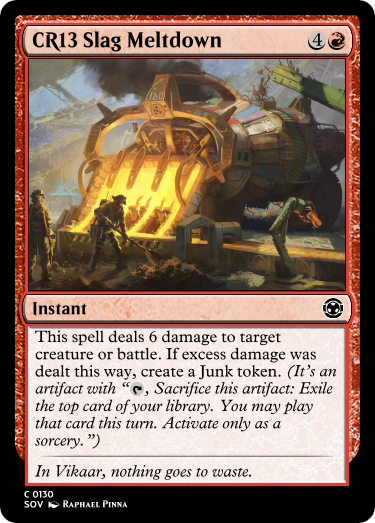 CR13 Slag Meltdown 4
Instant
This spell deals 6 damage to target
creature or battle. If excess damage was
dealt this way, create a Junk token. (It's an
artifact with “, Sacrifice this artifact: Exile
the top card of your library. You may play
that card this turn. Activate only as a
sorcery.”)
In Vikaar, nothing goes to waste.
C 0130
SOV Raphael Pinna